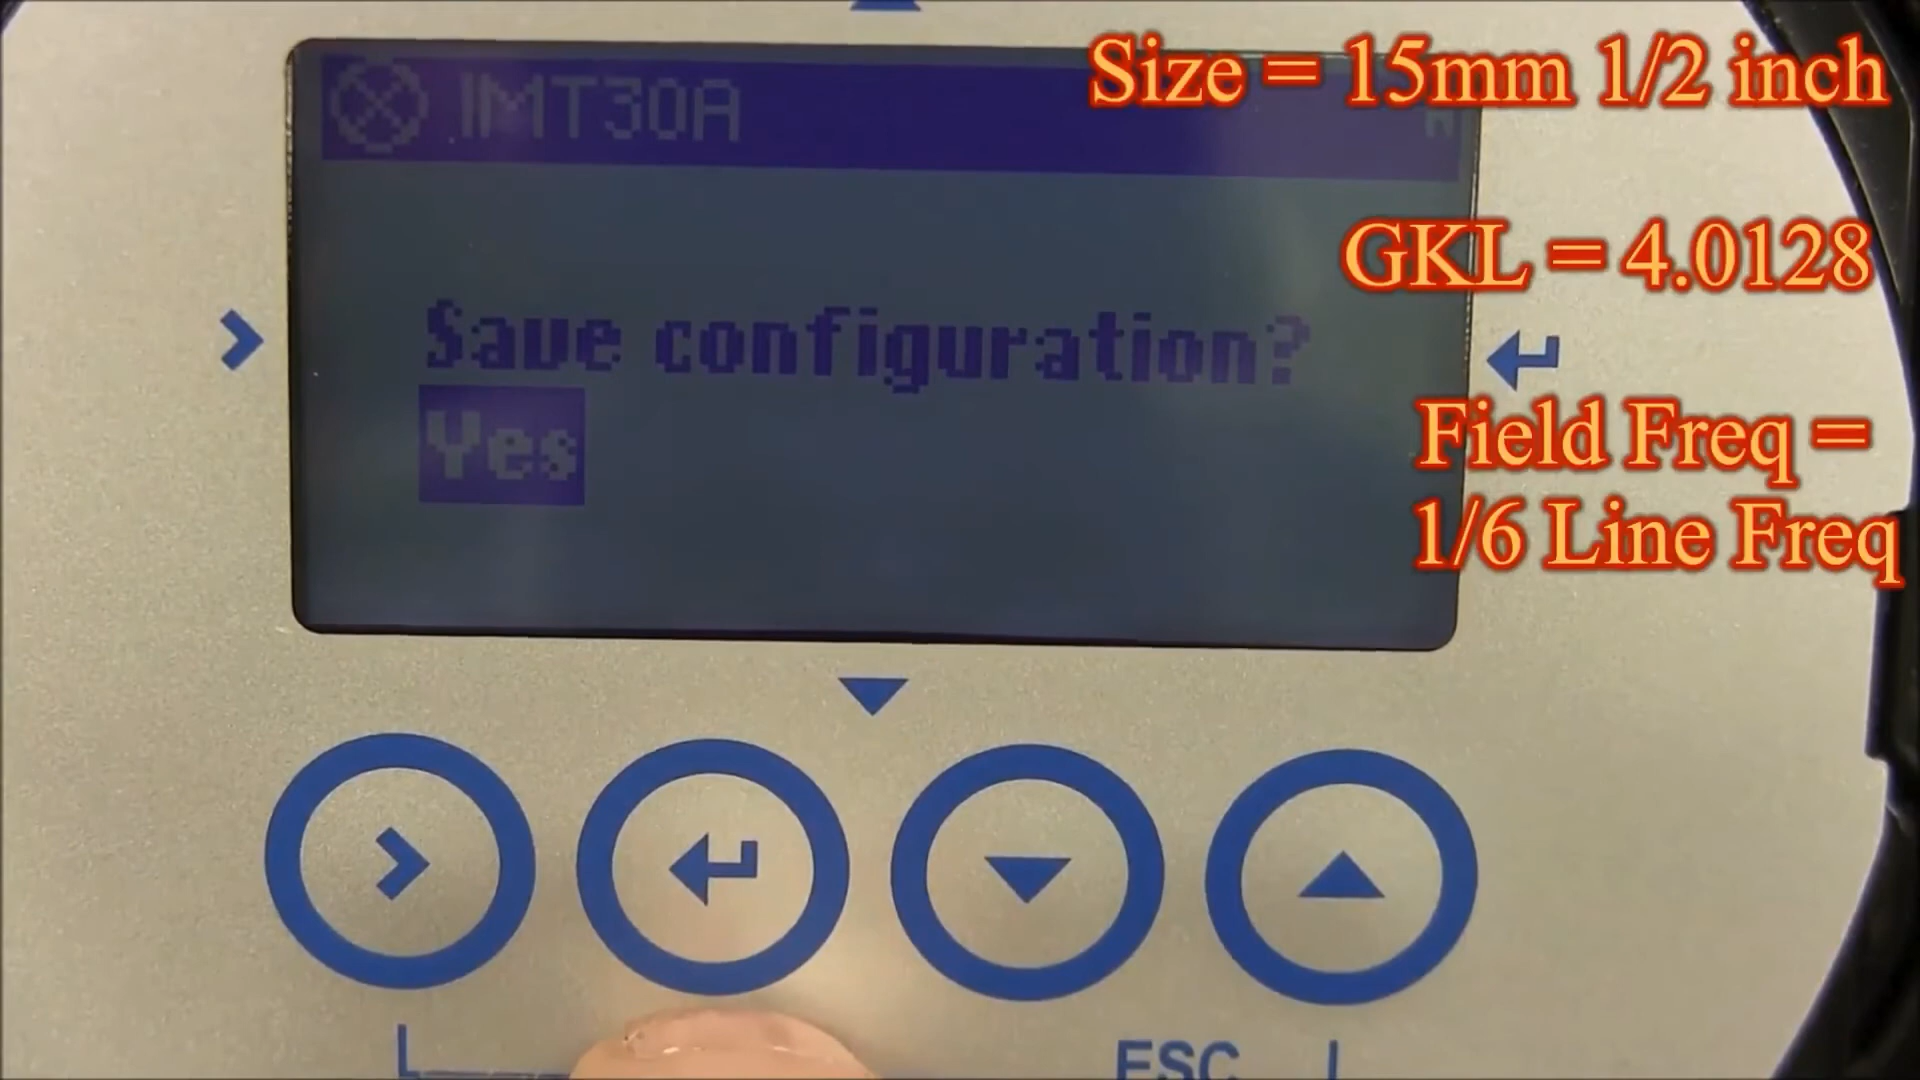 IMT30A
Size = 15mm 1/2 inch
GKL = 4.0128
Save configuration?
Yes
Field Freq =
1/6 Line Freq
ESC